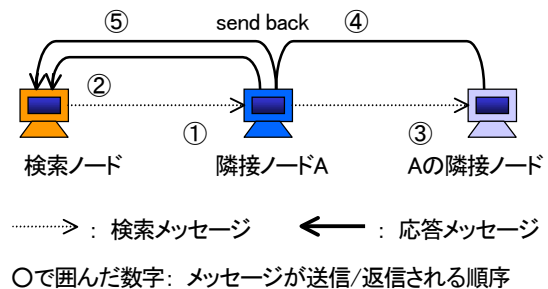 ⑤ send back ④
②
① ③
検索ノード 隣接ノードA Aの隣接ノード
: 検索メッセージ : 応答メッセージ
○で囲んだ数字: メッセージが送信/返信される順序